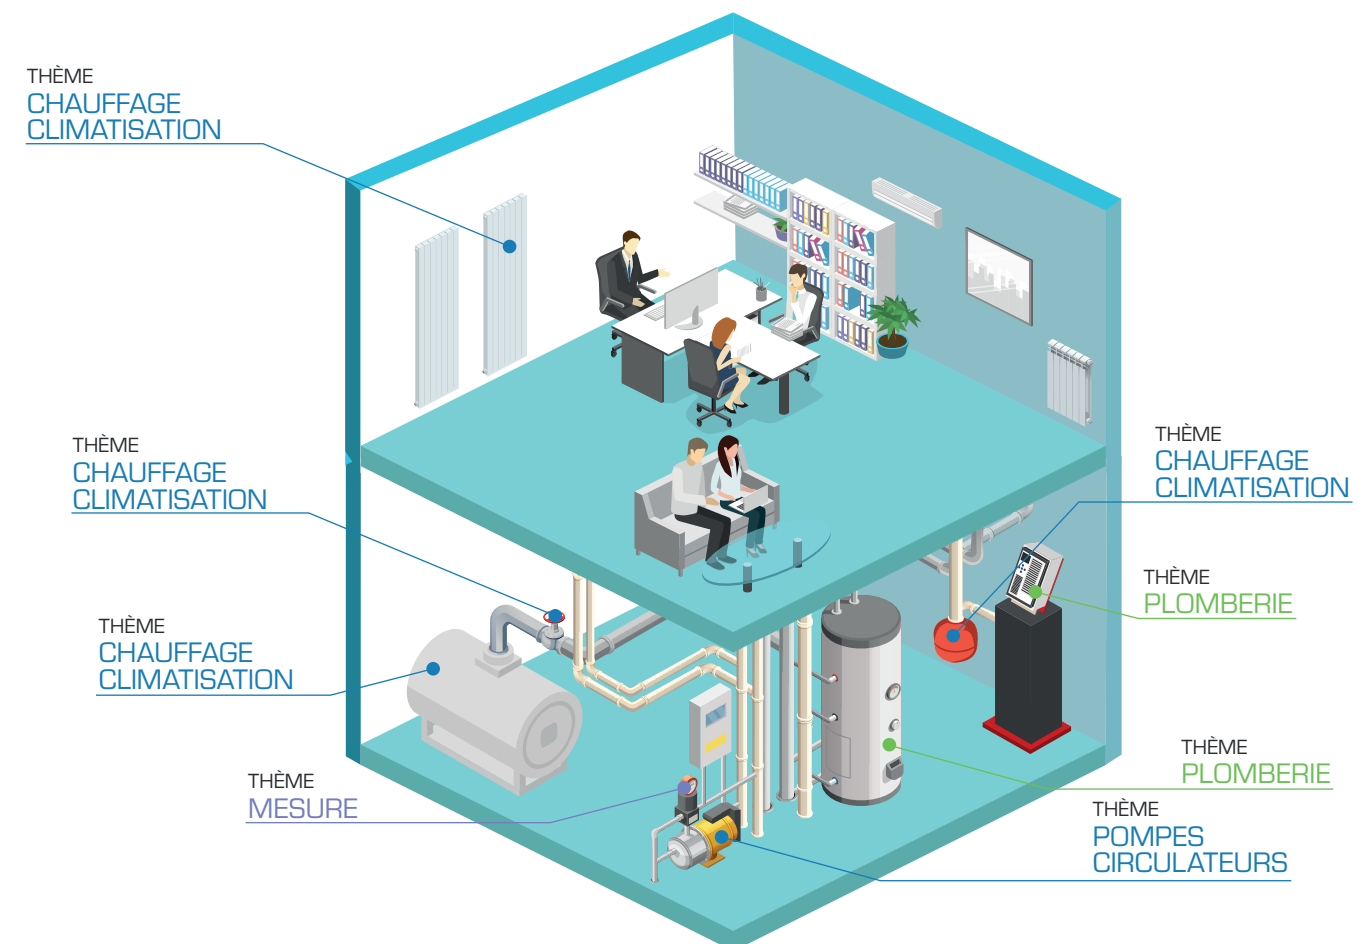 THÈME
CHAUFFAGE
CLIMATISATION
THÈME
CHAUFFAGE
CLIMATISATION
THÈME
CHAUFFAGE
CLIMATISATION
THÈME
PLOMBERIE
THÈME
CHAUFFAGE
CLIMATISATION
THÈME
PLOMBERIE
THÈME
MESURE
THÈME
POMPES
CIRCULATEURS